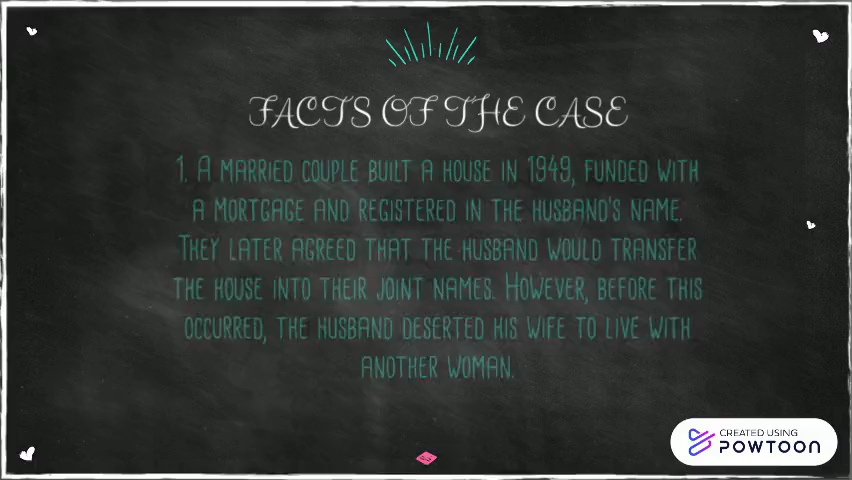 FACTS OF THE CASE
1. A MARRIED COUPLE BUILT A HOUSE IN 1949, FUNDED WITH
A MORTGAGE AND REGISTERED IN THE HUSBAND'S NAME.
THEY LATER AGREED THAT THE HUSBAND WOULD TRANSFER
THE HOUSE INTO THEIR JOINT NAMES. HOWEVER, BEFORE THIS
OCCURRED, THE HUSBAND DESERTED HIS WIFE TO LIVE WITH
ANOTHER WOMAN.
CREATED USING
POWTOON